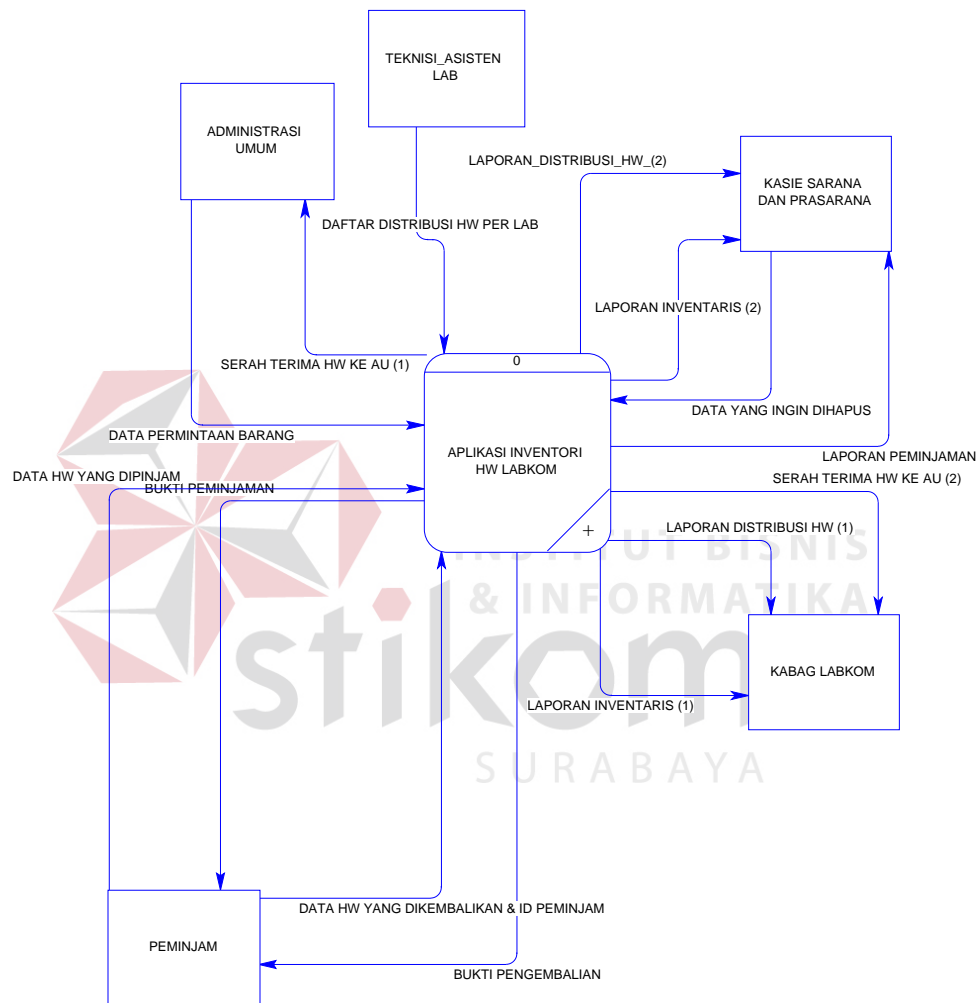 TEKNISI_ASISTEN
LAB
ADMINISTRASI
UMUM
KASIE SARANA
DAN PRASARANA
LAPORAN_DISTRIBUSI_HW_(2)
DAFTAR DISTRIBUSI HW PER LAB
LAPORAN INVENTARIS (2)
SERAH TERIMA HW KE AU (1)
0
APLIKASI INVENTORI
HW LABKOM
+
DATA YANG INGIN DIHAPUS
DATA PERMINTAAN BARANG
LAPORAN PEMINJAMAN
DATA HW YANG DIPINJAM
SERAH TERIMA HW KE AU (2)
BUKTI PEMINJAMAN
LAPORAN DISTRIBUSI HW (1)
INSTITUT BISNIS
& INFORMATIKA
stikom
SURABAYA
KABAG LABKOM
LAPORAN INVENTARIS (1)
DATA HW YANG DIKEMBALIKAN & ID PEMINJAM
PEMINJAM
BUKTI PENGEMBALIAN